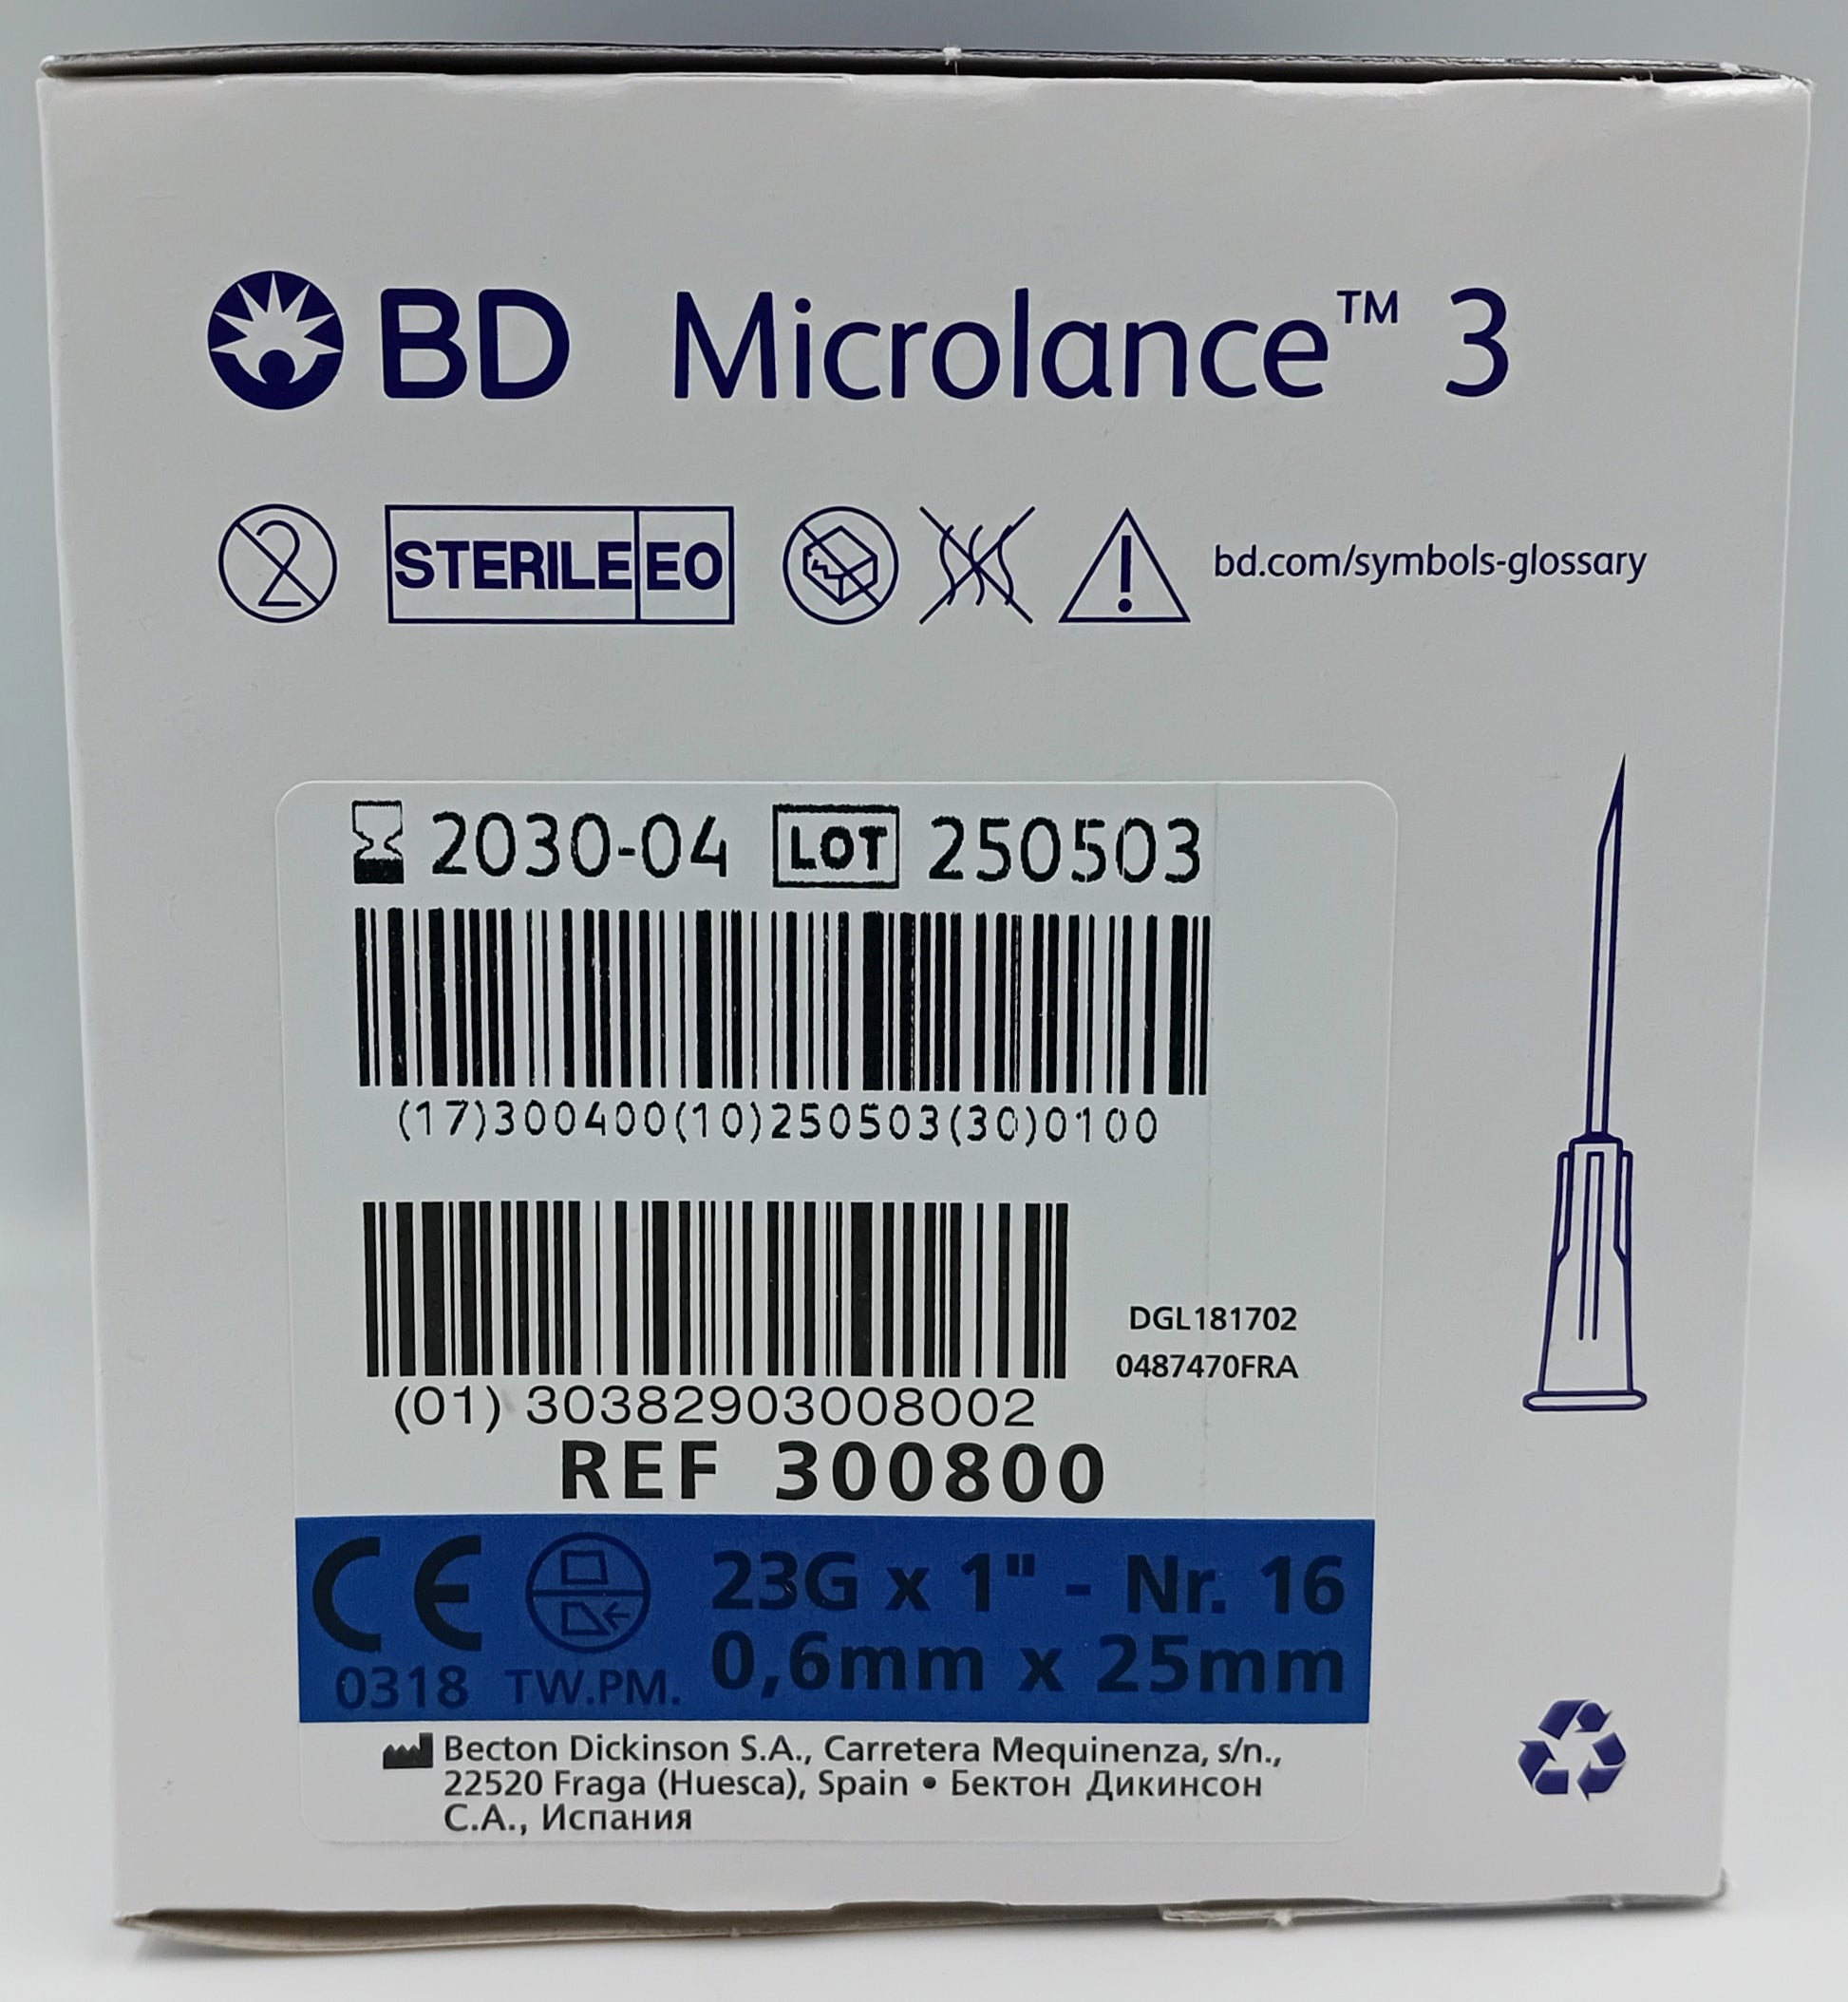 BD Microlance™ 3
2 STERILE EO bd.com/symbols-glossary
2030-04 LOT 250503
(17)300400(10)250503(30)0100
DGL181702
0487470FRA
(01) 30382903008002
REF 300800
CE 23G x 1" - Nr. 16
0318 TW.PM. 0,6mm x 25mm
Becton Dickinson S.A., Carretera Mequinenza, s/n.,
22520 Fraga (Huesca), Spain • Бектон Дикинсон
С.А., Испания